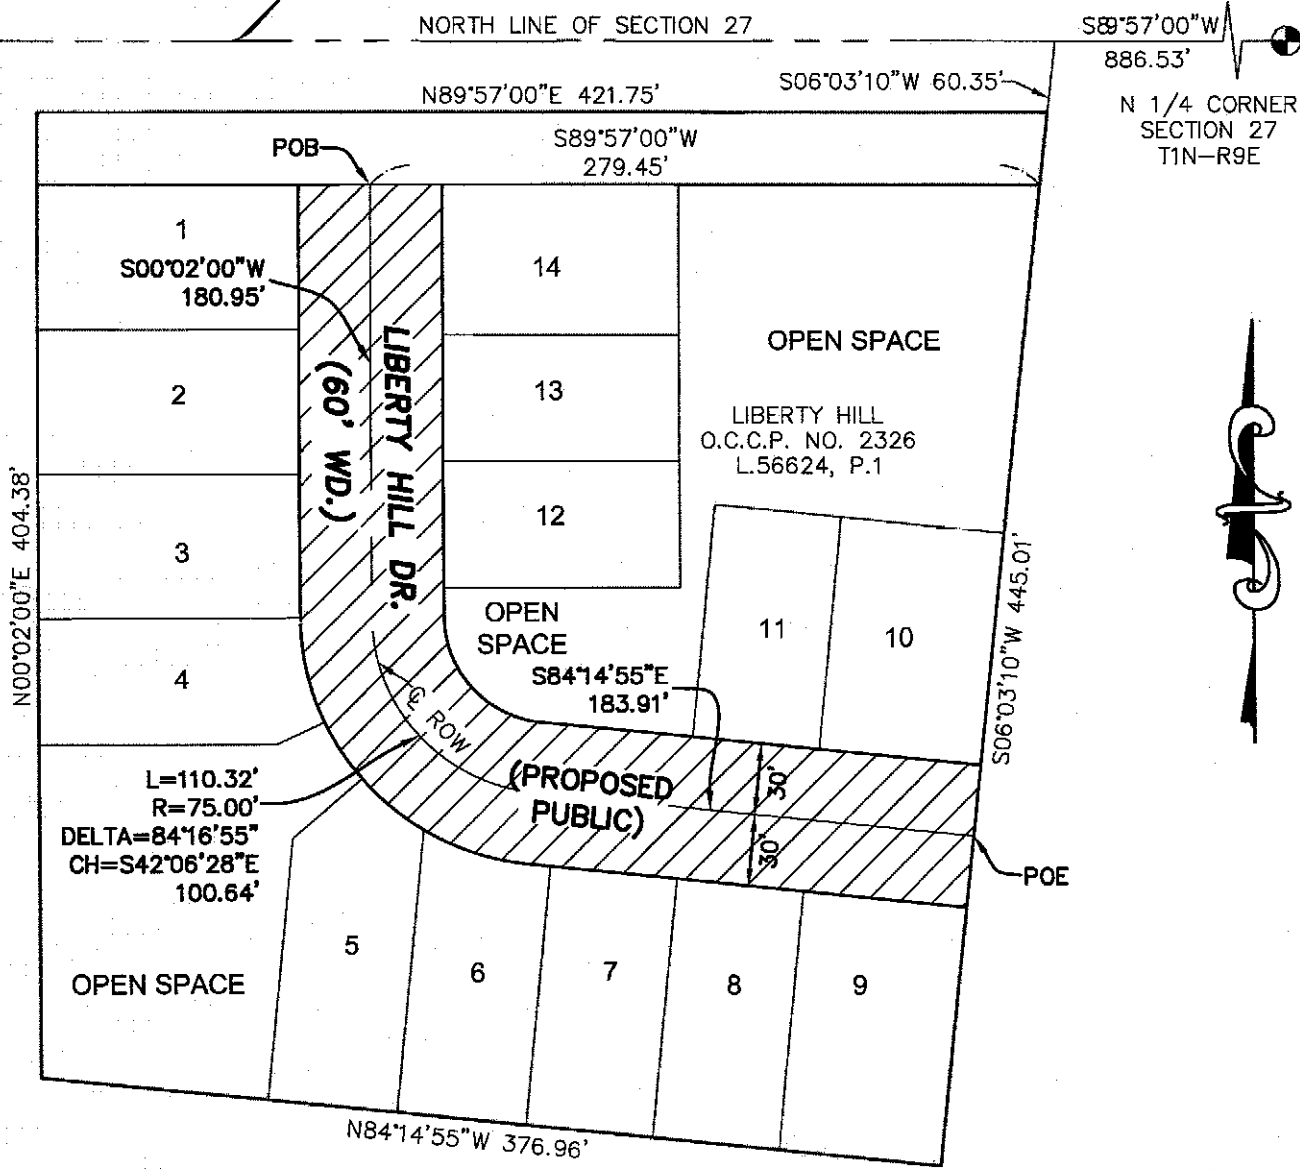 NORTH LINE OF SECTION 27
S89°57'00"W
886.53'
N 1/4 CORNER
SECTION 27
T1N-R9E
S06°03'10"W 60.35'
N89°57'00"E 421.75'
S89°57'00"W
279.45'
POB
1
S00°02'00"W
180.95'
14
OPEN SPACE
2
LIBERTY HILL DR.
(60' WD.)
13
LIBERTY HILL
O.C.C.P. NO. 2326
L.56624, P.1
12
3
N00°02'00"E 404.38'
S06°03'10"W 445.01'
OPEN
SPACE
11
10
4
S84°14'55"E
183.91'
℄ ROW
L=110.32'
R=75.00'
DELTA=84°16'55"
CH=S42°06'28"E
100.64'
(PROPOSED
PUBLIC)
30'
30'
POE
5
6
7
8
9
OPEN SPACE
N84°14'55"W 376.96'